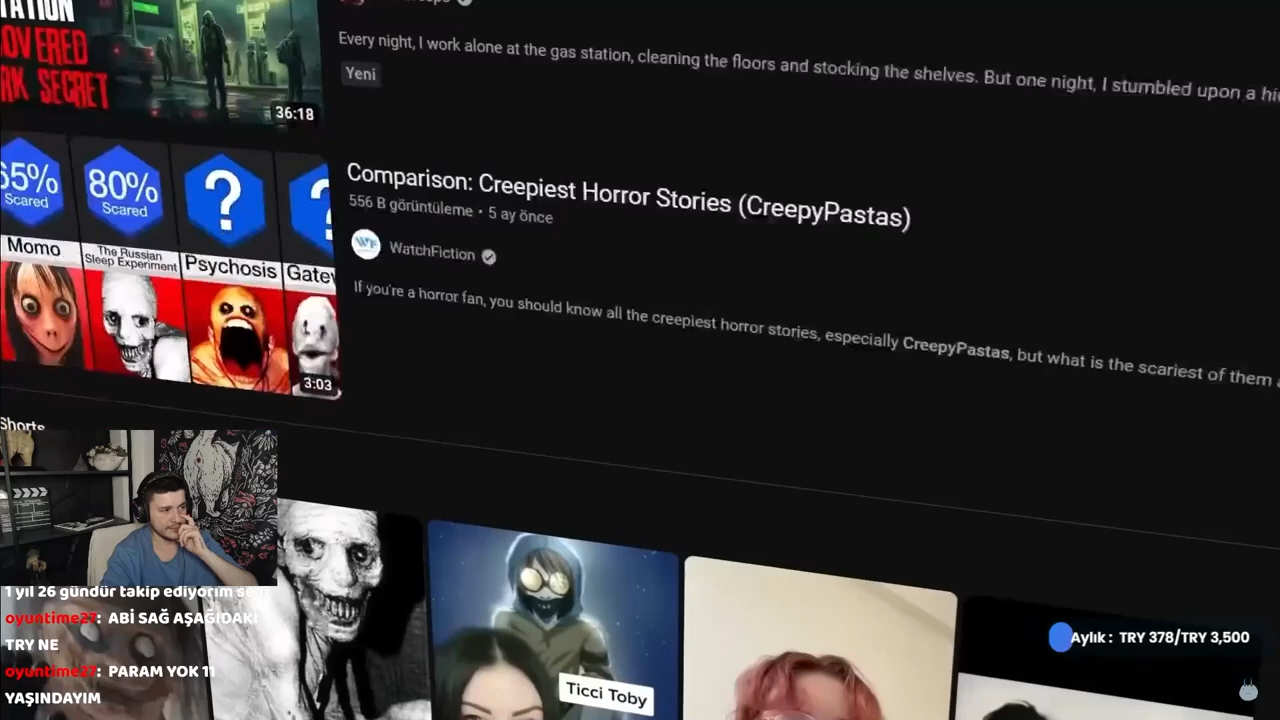 TATION
OVERED
RK SECRET
36:18
Every night, I work alone at the gas station, cleaning the floors and stocking the shelves. But one night, I stumbled upon a
Yeni
65%
Scared
80%
Scared
?
?
Momo
The Russian
Sleep Experiment
Psychosis
Gatew
3:03
Comparison: Creepiest Horror Stories (CreepyPastas)
556 B görüntüleme • 5 ay önce
WF
WatchFiction
If you're a horror fan, you should know all the creepiest horror stories, especially CreepyPastas, but what is the scariest of them
Shorts
1 yıl 26 gündür takip ediyorim se
oyuntime27: ABİ SAĞ AŞAĞIDAKİ
TRY NE
oyuntime27: PARAM YOK 11
YAŞINDAYIM
Ticci Toby
Aylık : TRY 378/TRY 3,500